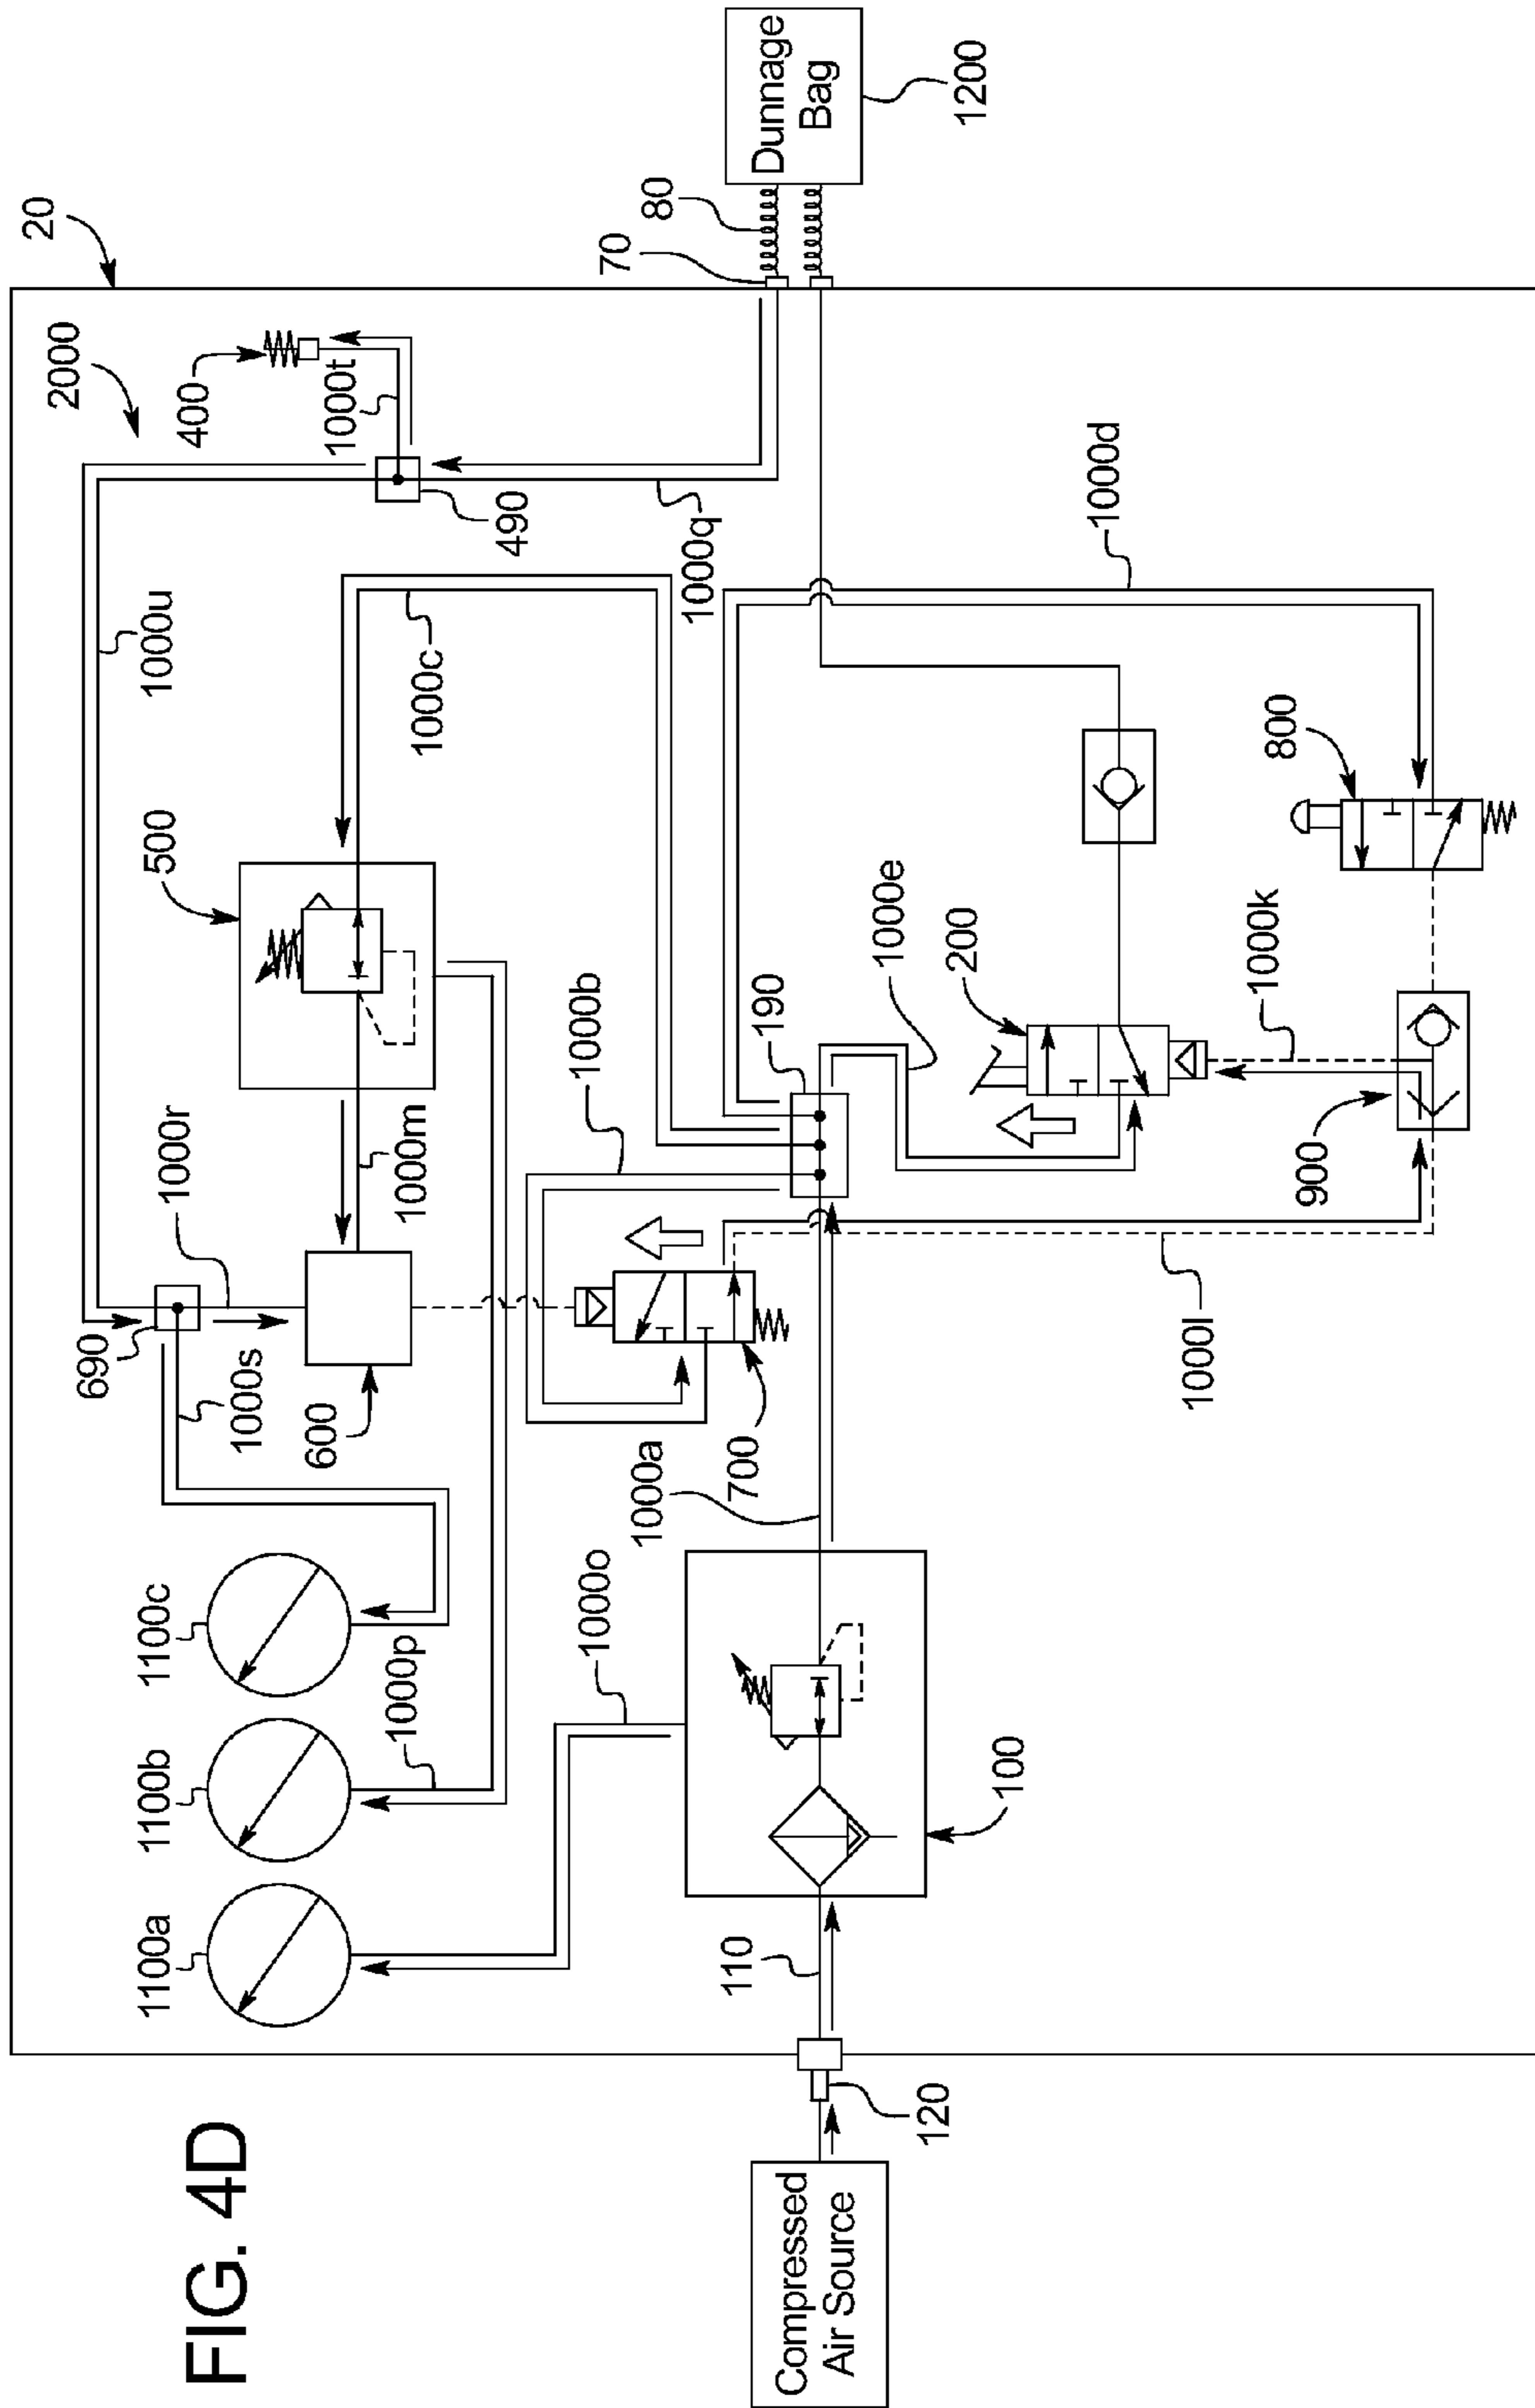 FIG. 4D
20
2000
400
1000t
490
1000q
70
80
Dunnage
Bag
1200
1000u
1000c
1000d
500
1000r
1000m
690
1000s
600
1000b
190
1000e
200
1000k
800
900
1000l
700
1000a
1100a
1100b
1100c
1000p
1000o
110
100
120
Compressed
Air Source